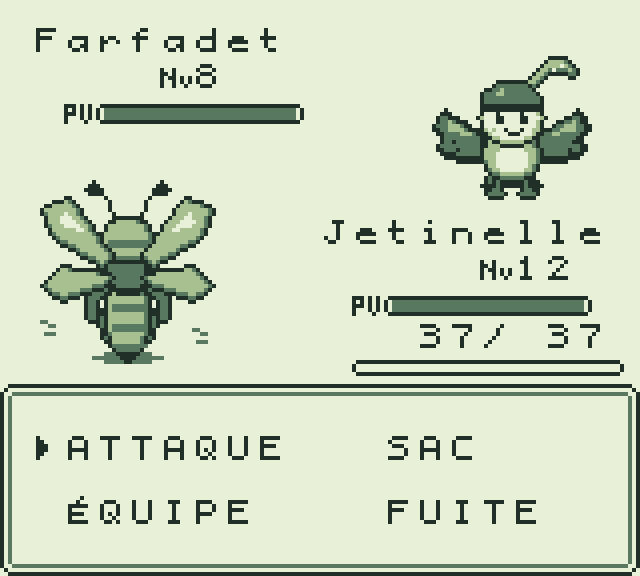 Farfadet
Nv8
PV
Jetinelle
Nv12
PV
37/ 37
ATTAQUE SAC
ÉQUIPE FUITE